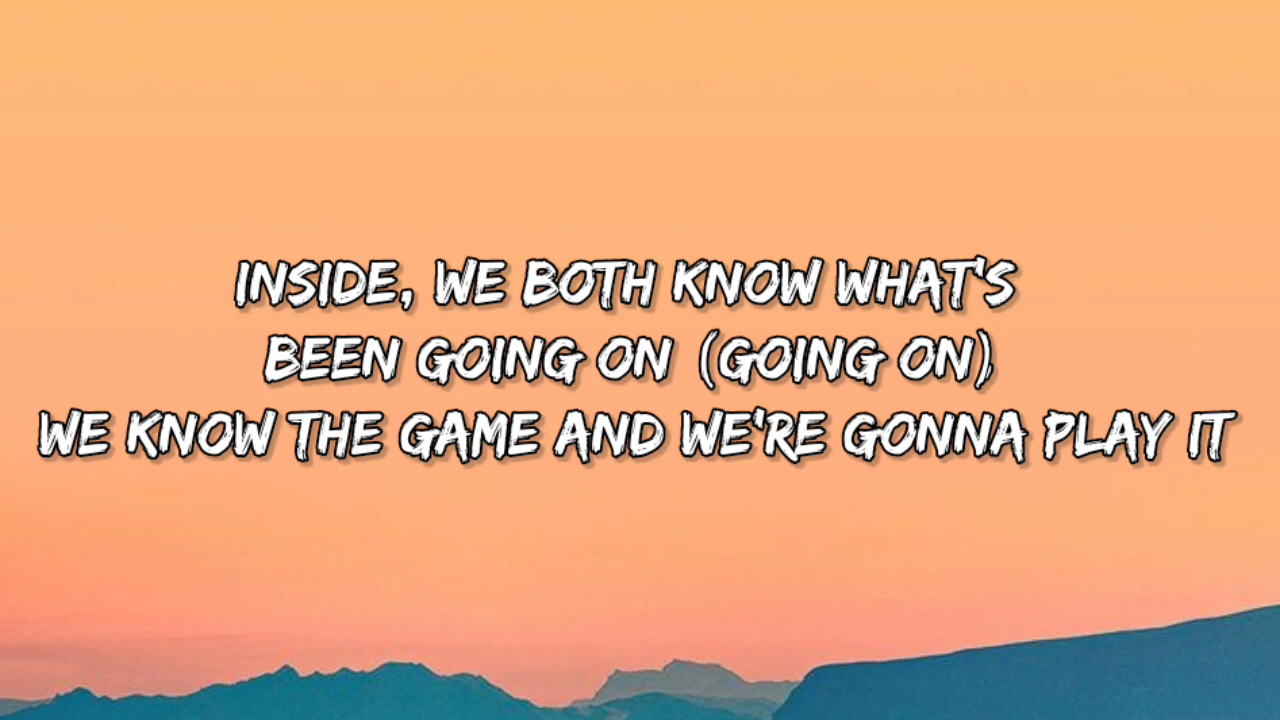 INSIDE, WE BOTH KNOW WHAT'S
BEEN GOING ON (GOING ON)
WE KNOW THE GAME AND WE'RE GONNA PLAY IT